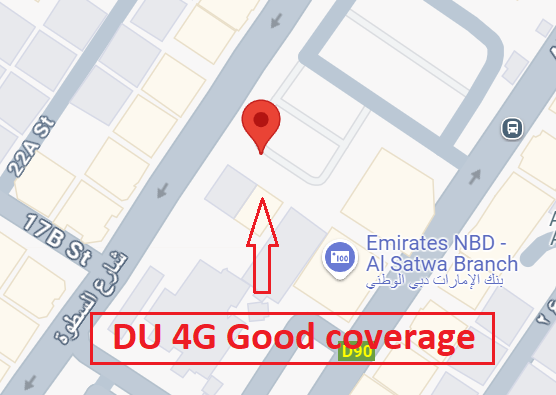 22A St
17B St
شارع السطوة
Emirates NBD -
Al Satwa Branch
بنك الإمارات دبي الوطني
DU 4G Good coverage
D90